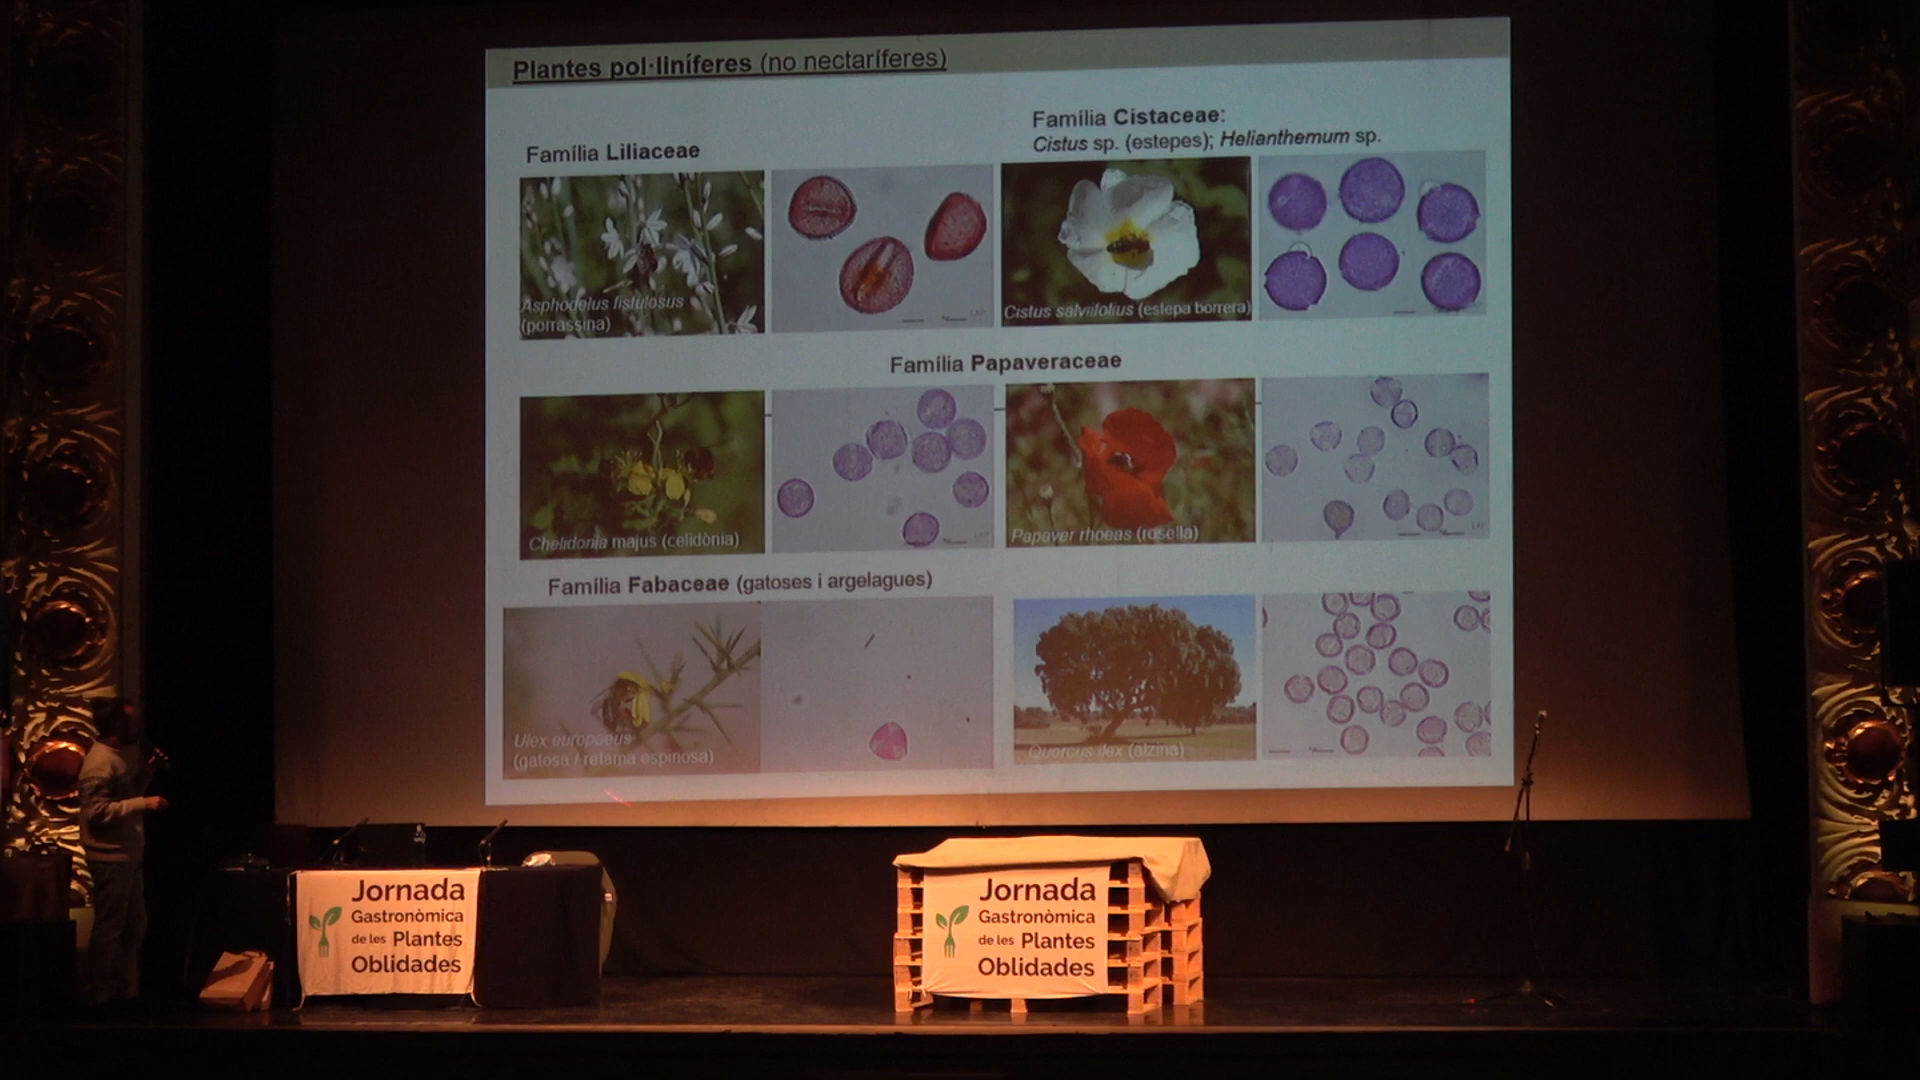 Plantes pol·liníferes (no nectaríferes)
Família Liliaceae
Família Cistaceae:
Cistus sp. (estepes); Helianthemum sp.
Asphodelus fistulosus
(porrassina)
Cistus salviifolius (estepa borrera)
Família Papaveraceae
Chelidonia majus (celidònia)
Papaver rhoeas (rosella)
Família Fabaceae (gatoses i argelagues)
Ulex europaeus
(gatosa / retama espinosa)
Quercus ilex (alzina)
Jornada
Gastronòmica
de les Plantes
Oblidades
Jornada
Gastronòmica
de les Plantes
Oblidades